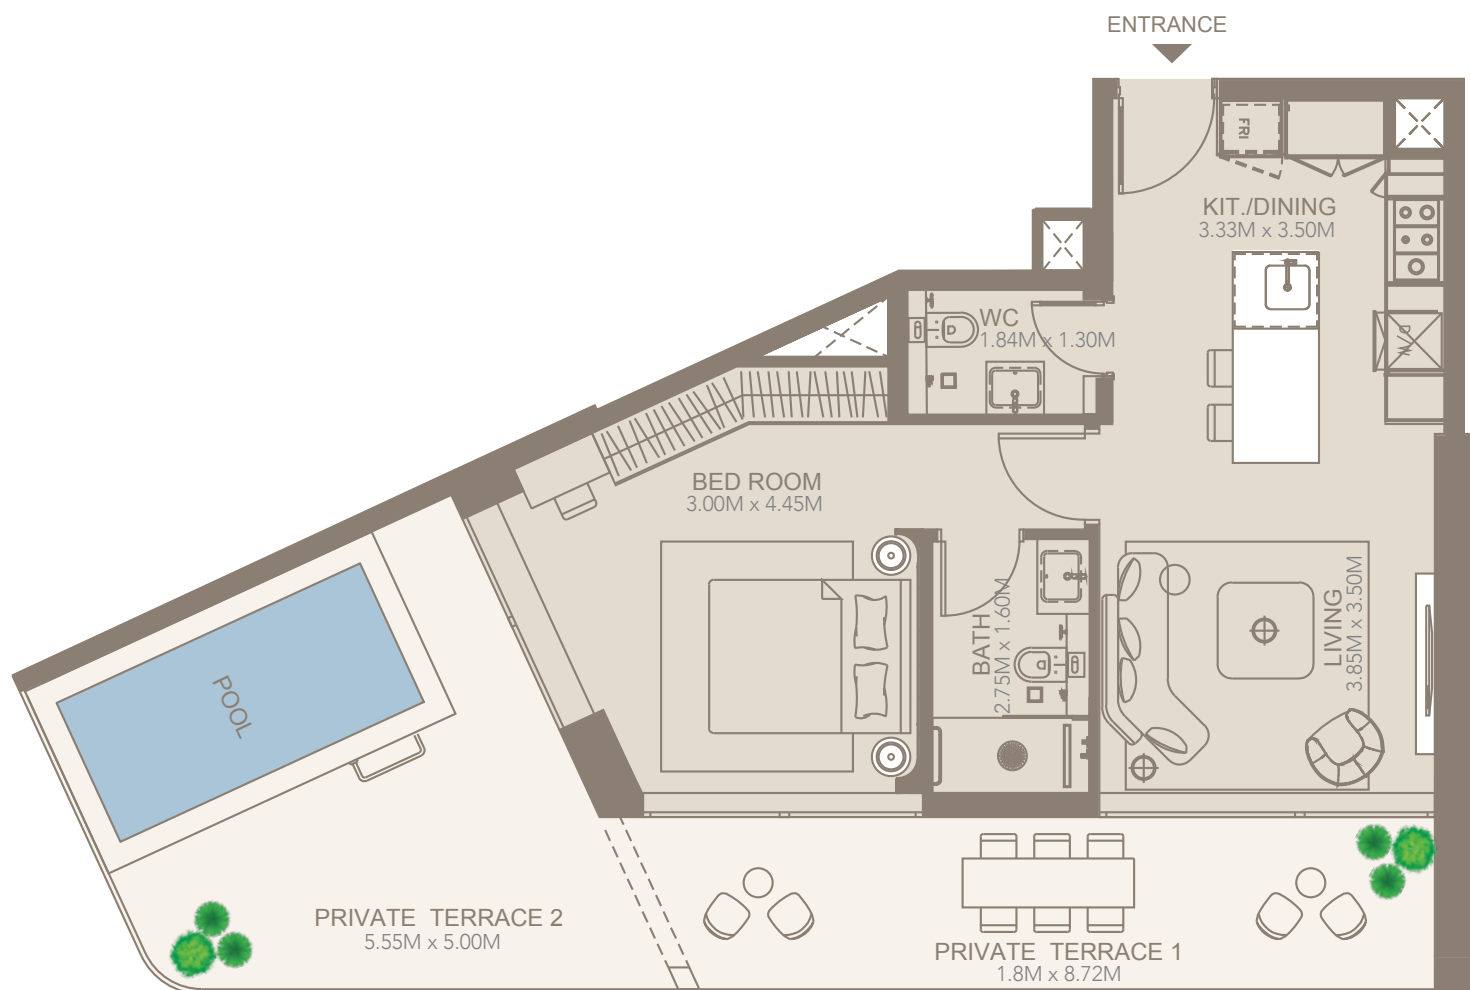 ENTRANCE
FRI
KIT./DINING
3.33M x 3.50M
WC
1.84M x 1.30M
D/W
BED ROOM
3.00M x 4.45M
BATH
2.75M x 1.60M
LIVING
3.85M x 3.50M
POOL
PRIVATE TERRACE 2
5.55M x 5.00M
PRIVATE TERRACE 1
1.8M x 8.72M